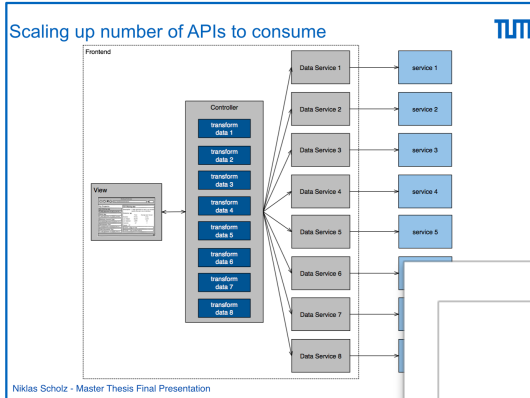 Scaling up number of APIs to consume
TUM
Frontend
Data Service 1
service 1
Controller
transform
data 1
Data Service 2
service 2
transform
data 2
Data Service 3
service 3
transform
data 3
View
transform
data 4
Data Service 4
service 4
transform
data 5
Data Service 5
service 5
transform
data 6
Data Service 6
transform
data 7
Data Service 7
transform
data 8
Data Service 8
Niklas Scholz - Master Thesis Final Presentation